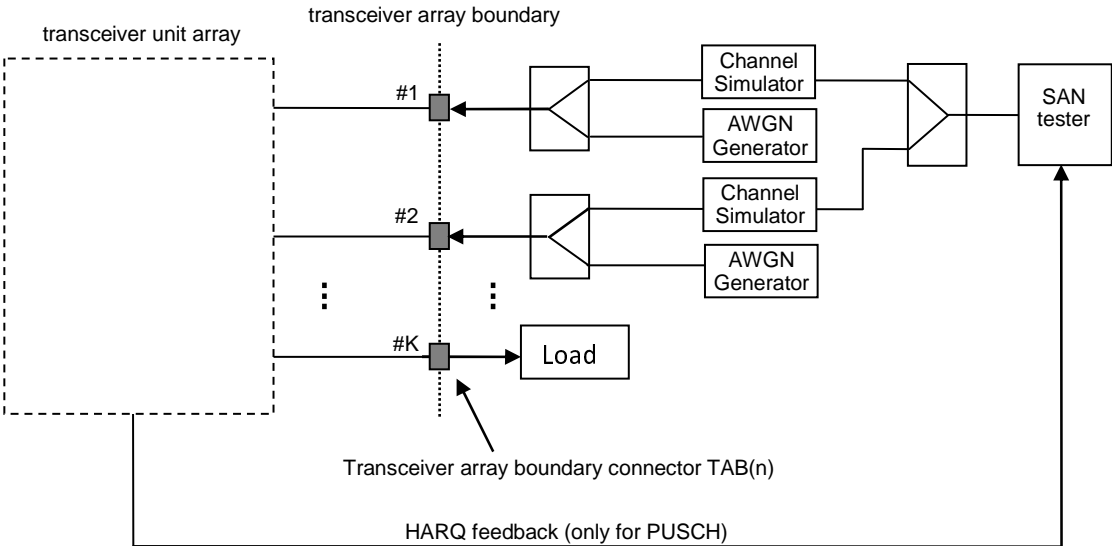 transceiver array boundary
transceiver unit array
#1
Channel
Simulator
AWGN
Generator
SAN
tester
#2
Channel
Simulator
AWGN
Generator
#K
Load
Transceiver array boundary connector TAB(n)
HARQ feedback (only for PUSCH)